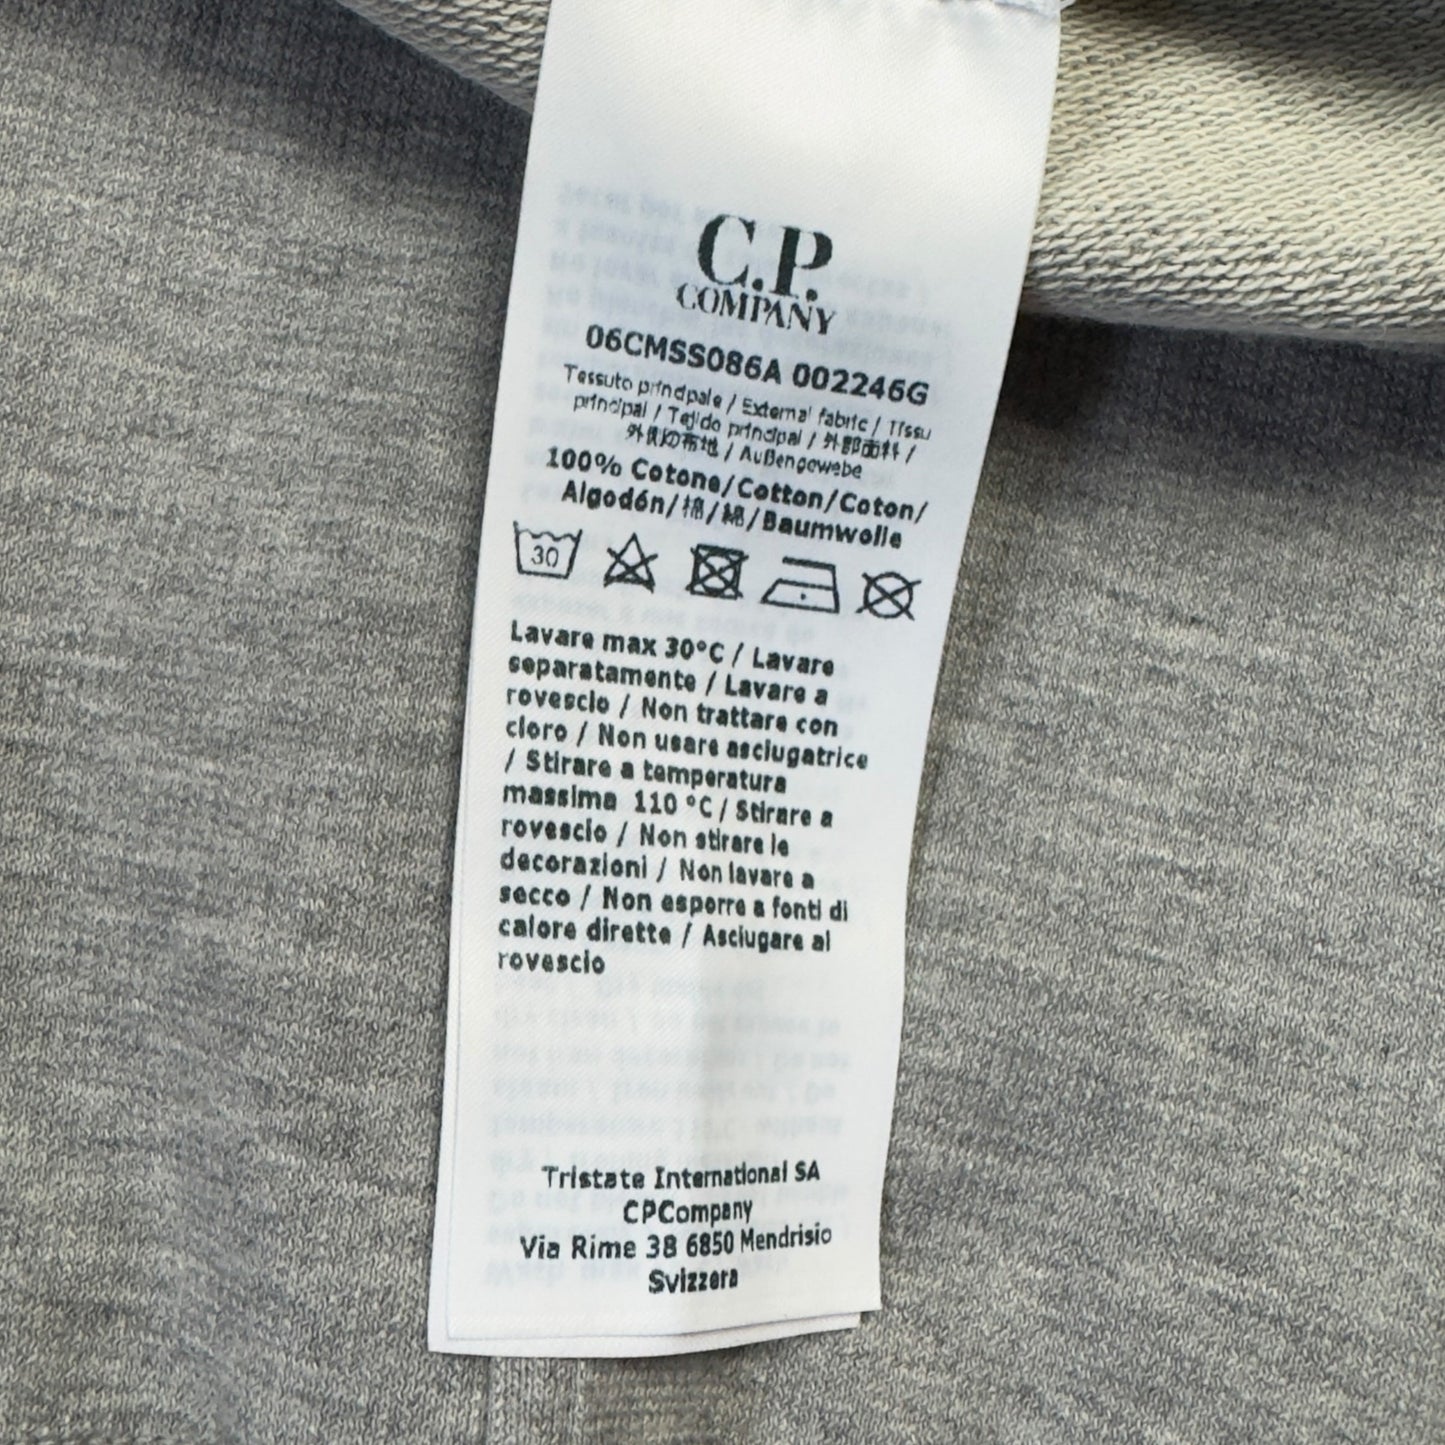 C.P.
COMPANY
06CMSS086A 002246G
Tessuto principale / External fabric / Tissu
principal / Tejido principal / 外部面料 /
外側の布地 / Außengewebe
100% Cotone/Cotton/Coton/
Algodón/棉/綿/Baumwolle
30
Lavare max 30°C / Lavare
separatamente / Lavare a
rovescio / Non trattare con
cloro / Non usare asciugatrice
/ Stirare a temperatura
massima 110 °C / Stirare a
rovescio / Non stirare le
decorazioni / Non lavare a
secco / Non esporre a fonti di
calore dirette / Asciugare al
rovescio
Tristate International SA
CPCompany
Via Rime 38 6850 Mendrisio
Svizzera